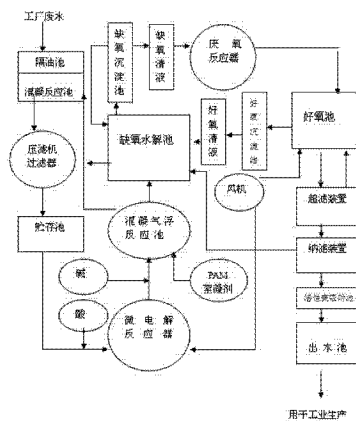 工厂废水
隔油池
混凝反应池
压滤机
过滤器
贮存池
碱
酸
缺氧沉淀池
缺氧清液
厌氧
反应器
缺氧水解池
好氧清液
好氧沉淀池
好氧池
风机
混凝气浮
反应池
PAM
絮凝剂
微电解
反应器
超滤装置
纳滤装置
出水池
用于工业生产